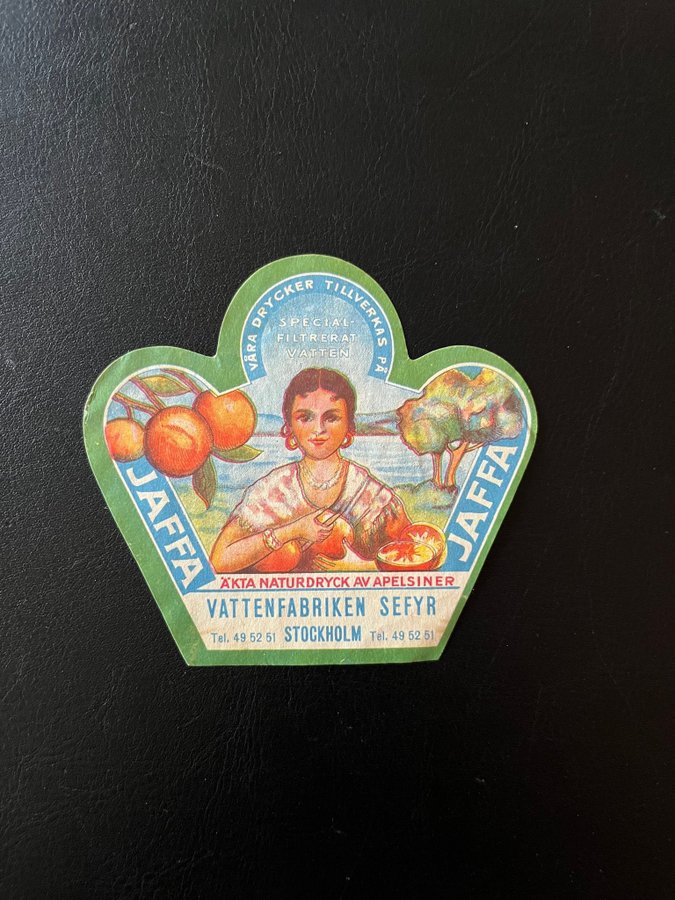 VÅRA DRYCKER TILLVERKAS PÅ
SPECIAL-
FILTRERAT
VATTEN
JAFFA
JAFFA
ÄKTA NATURDRYCK AV APELSINER
VATTENFABRIKEN SEFYR
Tel. 49 52 51 STOCKHOLM Tel. 49 52 51